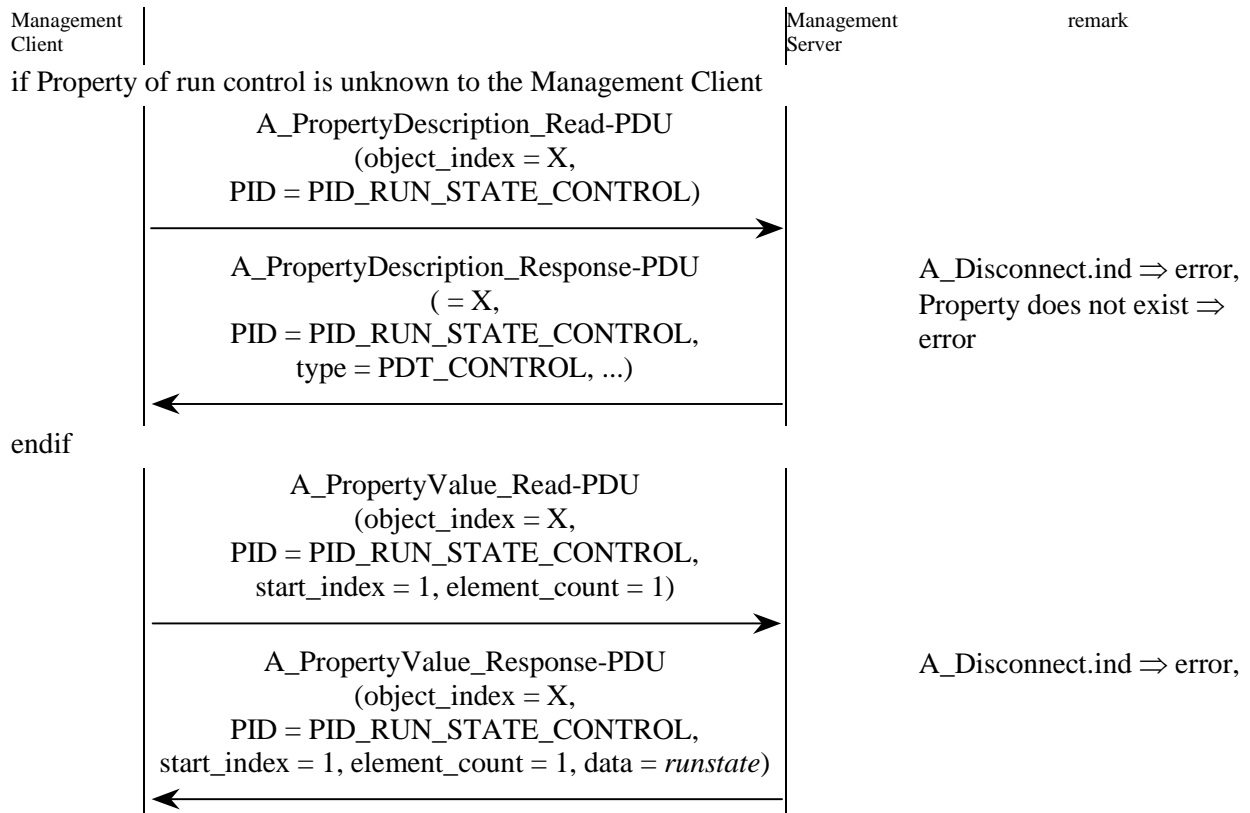 Management
Client
Management
Server
remark
if Property of run control is unknown to the Management Client
A_PropertyDescription_Read-PDU
(object_index = X,
PID = PID_RUN_STATE_CONTROL)
A_PropertyDescription_Response-PDU
( = X,
PID = PID_RUN_STATE_CONTROL,
type = PDT_CONTROL, ...)
A_Disconnect.ind ⇒ error,
Property does not exist ⇒
error
endif
A_PropertyValue_Read-PDU
(object_index = X,
PID = PID_RUN_STATE_CONTROL,
start_index = 1, element_count = 1)
A_PropertyValue_Response-PDU
(object_index = X,
PID = PID_RUN_STATE_CONTROL,
start_index = 1, element_count = 1, data = runstate)
A_Disconnect.ind ⇒ error,